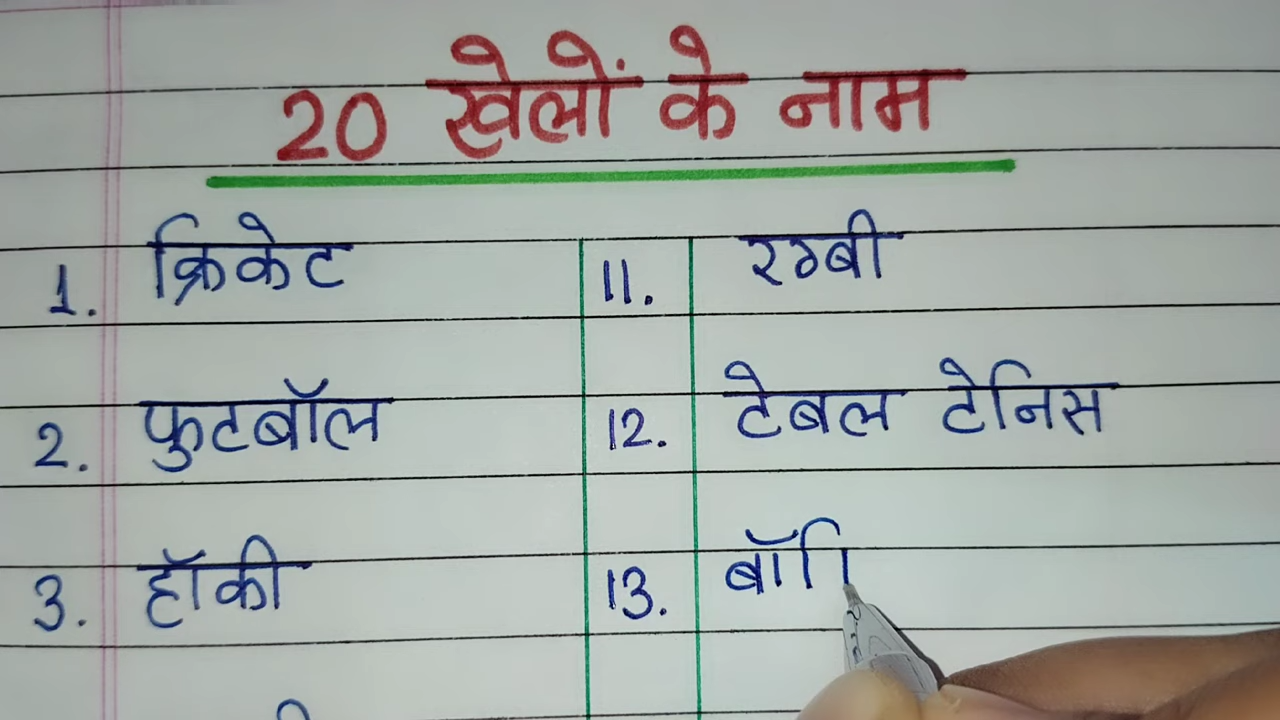 20 खेलों के नाम
1. क्रिकेट
2. फुटबॉल
3. हॉकी
11. रग्बी
12. टेबल टेनिस
13. बॉ